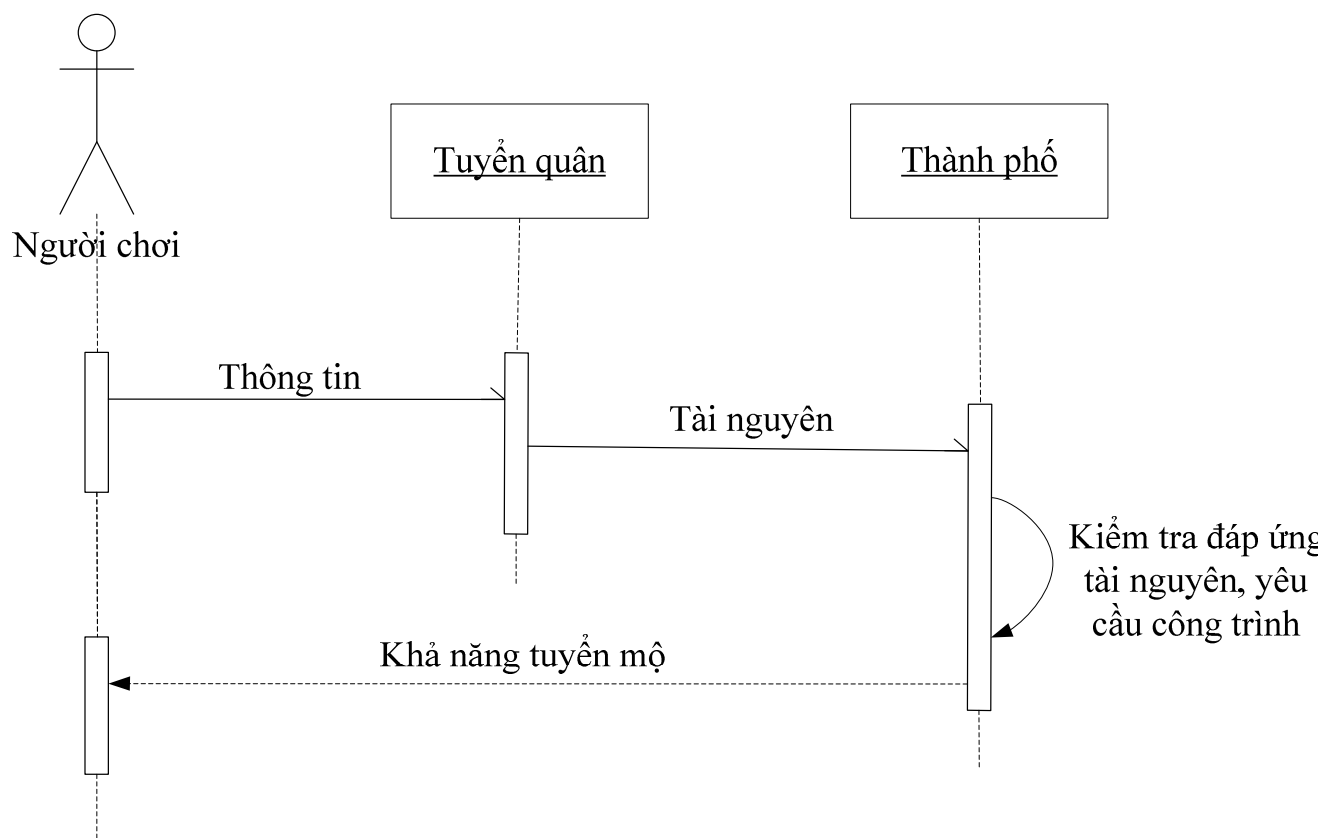 Tuyển quân
Thành phố
Người chơi
Thông tin
Tài nguyên
Kiểm tra đáp ứng
tài nguyên, yêu
cầu công trình
Khả năng tuyển mộ